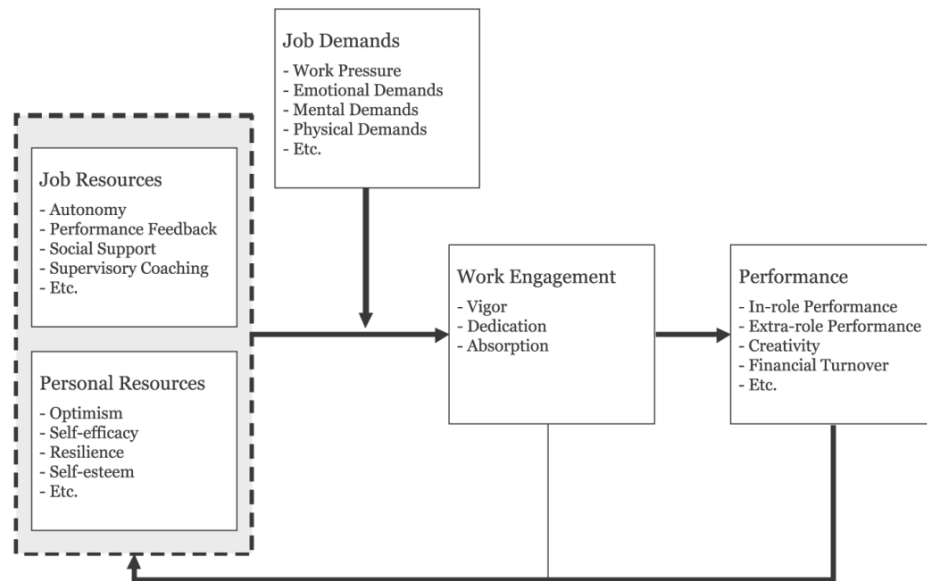 Job Demands
- Work Pressure
- Emotional Demands
- Mental Demands
- Physical Demands
- Etc.
Job Resources
- Autonomy
- Performance Feedback
- Social Support
- Supervisory Coaching
- Etc.
Personal Resources
- Optimism
- Self-efficacy
- Resilience
- Self-esteem
- Etc.
Work Engagement
- Vigor
- Dedication
- Absorption
Performance
- In-role Performance
- Extra-role Performance
- Creativity
- Financial Turnover
- Etc.